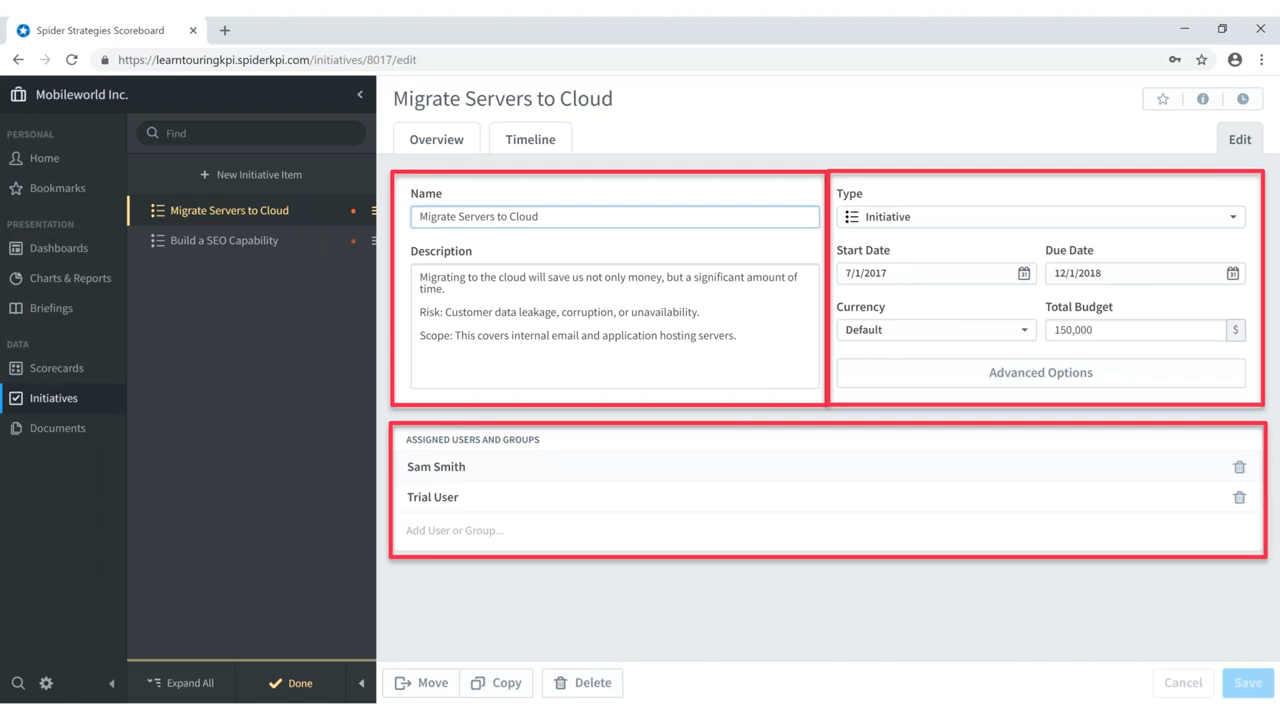 Spider Strategies Scoreboard
https://learntouringkpi.spiderkpi.com/initiatives/8017/edit
Mobileworld Inc.
PERSONAL
Home
Bookmarks
PRESENTATION
Dashboards
Charts & Reports
Briefings
DATA
Scorecards
Initiatives
Documents
Find
New Initiative Item
Migrate Servers to Cloud
Build a SEO Capability
Expand All
Done
Migrate Servers to Cloud
Overview
Timeline
Edit
Name
Migrate Servers to Cloud
Description
Migrating to the cloud will save us not only money, but a significant amount of
time.
Risk: Customer data leakage, corruption, or unavailability.
Scope: This covers internal email and application hosting servers.
Type
Initiative
Start Date
Due Date
7/1/2017
12/1/2018
Currency
Total Budget
Default
150,000
$
Advanced Options
ASSIGNED USERS AND GROUPS
Sam Smith
Trial User
Add User or Group...
Move
Copy
Delete
Cancel
Save